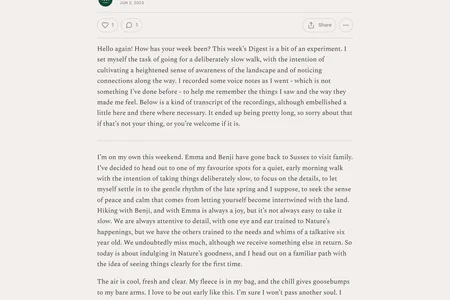 JUN 2, 2023
1
1
Share
Hello again! How has your week been? This week's Digest is a bit of an experiment. I
set myself the task of going for a deliberately slow walk, with the intention of
cultivating a heightened sense of awareness of the landscape and of noticing
connections along the way. I recorded some voice notes as I went - which is not
something I've done before - to help me remember the things I saw and the way they
made me feel. Below is a kind of transcript of the recordings, although embellished a
little here and there where necessary. It ended up being pretty long, so sorry about that
if that's not your thing, or you're welcome if it is.
I'm on my own this weekend. Emma and Benji have gone back to Sussex to visit family.
I've decided to head out to one of my favourite spots for a quiet, early morning walk
with the intention of taking things deliberately slow, to focus on the details, to let
myself settle in to the gentle rhythm of the late spring and I suppose, to seek the sense
of peace and calm that comes from letting yourself become intertwined with the land.
Hiking with Benji, and with Emma is always a joy, but it's not always easy to take it
slow. We are always attentive to detail, with one eye and ear trained to Nature's
happenings, but we have the others trained to the needs and whims of a talkative six
year old. We undoubtedly miss much, although we receive something else in return. So
today is about indulging in Nature's goodness, and I head out on a familiar path with
the idea of seeing things clearly for the first time.
The air is cool, fresh and clear. My fleece is in my bag, and the chill gives goosebumps
to my bare arms. I love to be out early like this. I'm sure I won't pass another soul. I